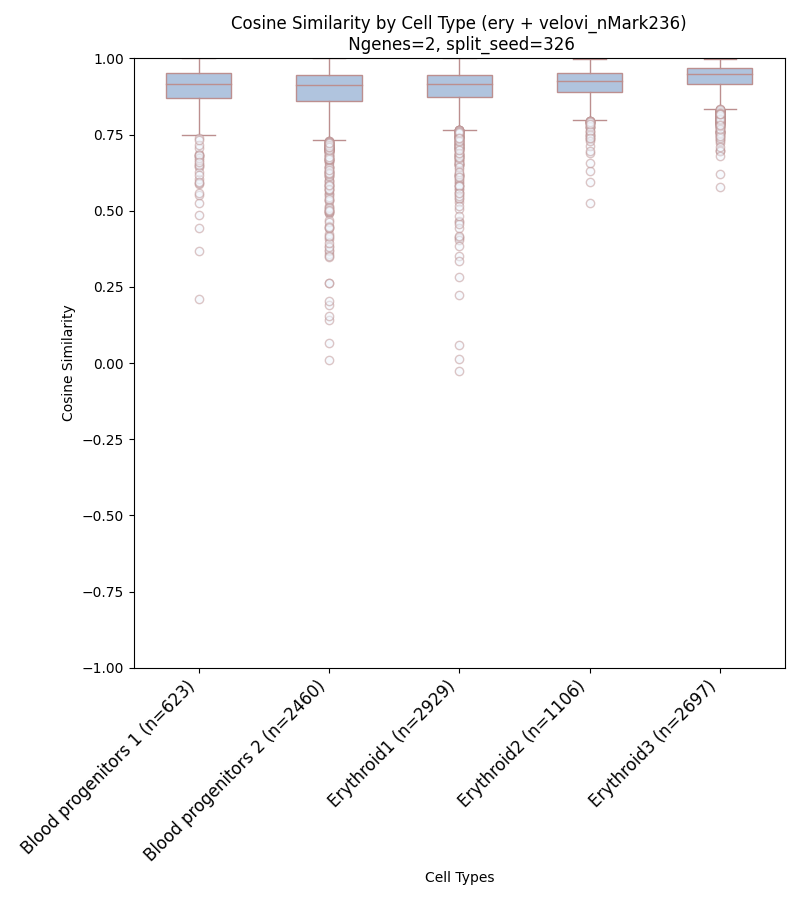 Cosine Similarity by Cell Type (ery + velovi_nMark236)
Ngenes=2, split_seed=326
1.00
0.75
0.50
0.25
0.00
−0.25
−0.50
−0.75
−1.00
Cosine Similarity
Blood progenitors 1 (n=623)
Blood progenitors 2 (n=2460)
Erythroid1 (n=2929)
Erythroid2 (n=1106)
Erythroid3 (n=2697)
Cell Types